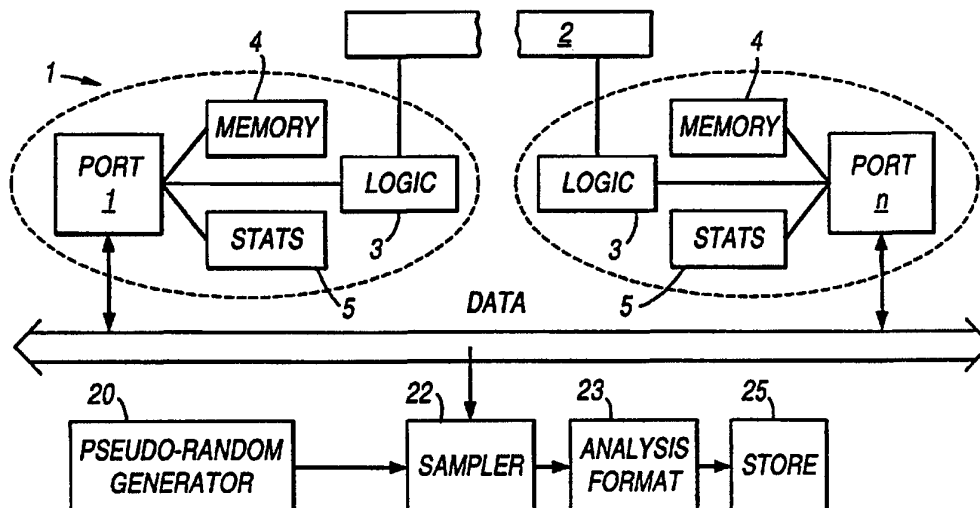 4
2
4
1
MEMORY
MEMORY
PORT
1
LOGIC
LOGIC
PORT
n
STATS
3
3
STATS
5
DATA
5
20
22
23
25
PSEUDO-RANDOM
GENERATOR
SAMPLER
ANALYSIS
FORMAT
STORE